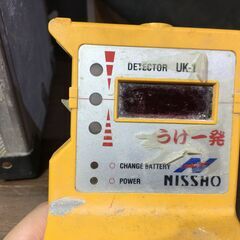 DETECTOR UK-1
うけ一発
CHANGE BATTERY
POWER
NISSHO